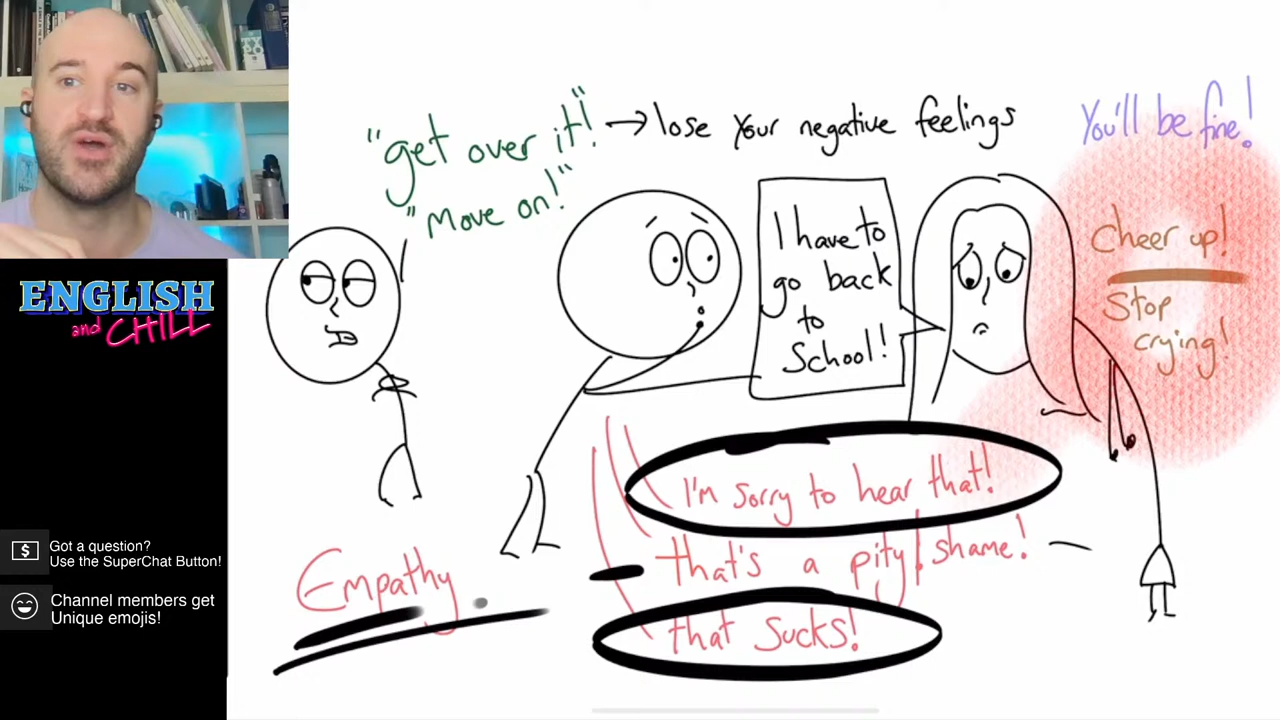 "get over it!" → lose your negative feelings
"Move on!"
You'll be fine!
Cheer up!
Stop
crying!
I have to
go back
to
School!
I'm sorry to hear that!
that's a pity/shame!
that sucks!
Empathy
ENGLISH
and CHILL
$ Got a question?
Use the SuperChat Button!
Channel members get
Unique emojis!